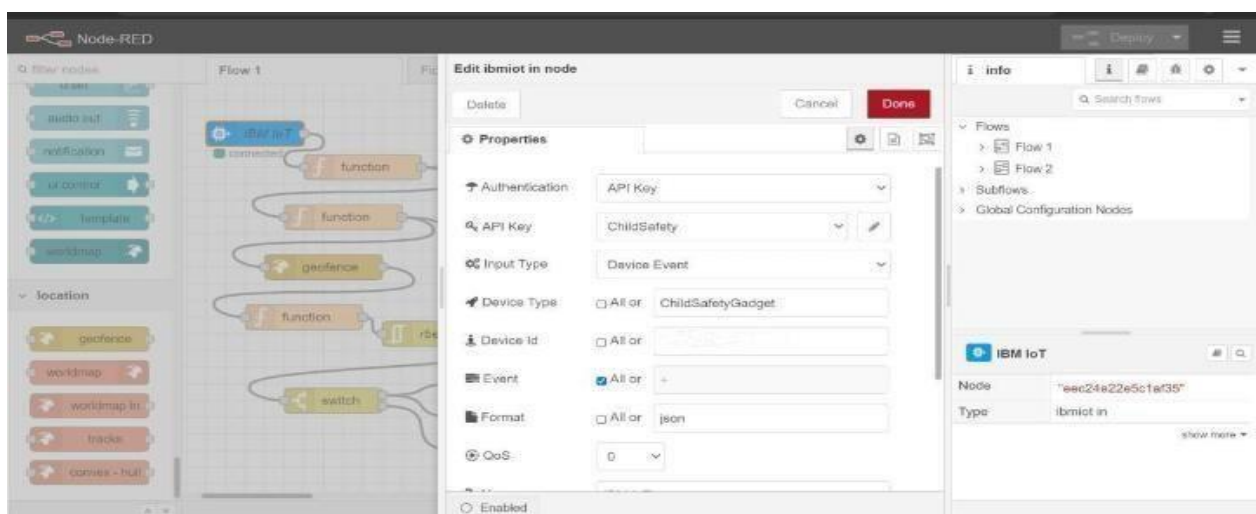 Node-RED
Deploy
filter nodes
Flow 1
audio out
notification
ui control
template
worldmap
location
geofence
worldmap
worldmap in
tracks
convex - hull
IBM IoT
connected
function
function
geofence
function
switch
Edit ibmiot in node
Delete
Cancel
Done
Properties
Authentication
API Key
API Key
ChildSafety
Input Type
Device Event
Device Type
All or
ChildSafetyGadget
Device Id
All or
Event
All or
+
Format
All or
json
QoS
0
Enabled
i info
i
Search flows
Flows
Flow 1
Flow 2
Subflows
Global Configuration Nodes
IBM IoT
Node
"eec24e22e5c1ef35"
Type
ibmiot in
show more